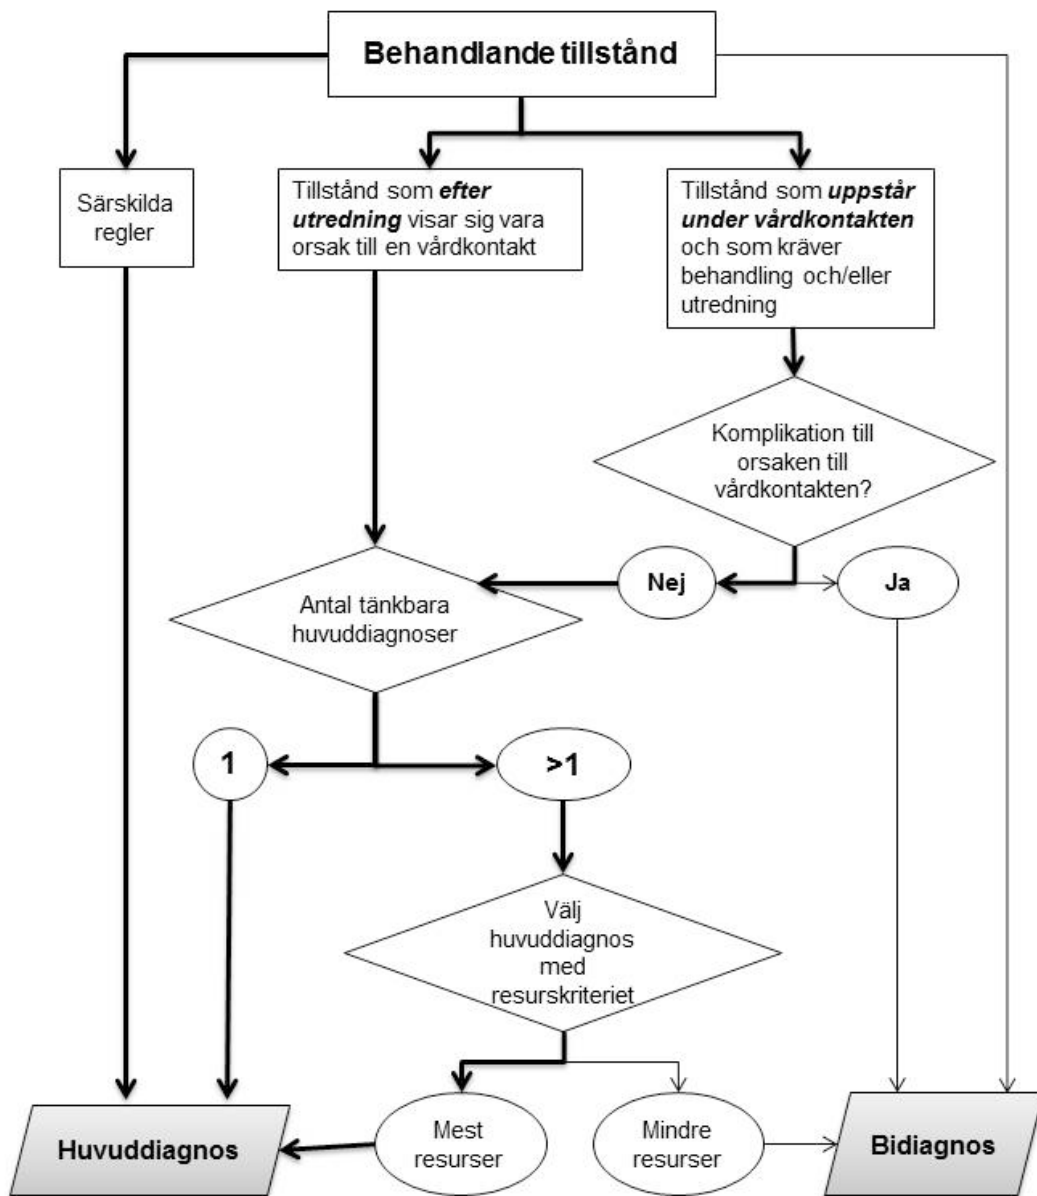 Behandlande tillstånd
Särskilda
regler
Tillstånd som efter
utredning visar sig vara
orsak till en vårdkontakt
Tillstånd som uppstår
under vårdkontakten
och som kräver
behandling och/eller
utredning
Komplikation till
orsaken till
vårdkontakten?
Nej
Ja
Antal tänkbara
huvuddiagnoser
1
>1
Välj
huvuddiagnos
med
resurskriteriet
Mest
resurser
Mindre
resurser
Huvuddiagnos
Bidiagnos